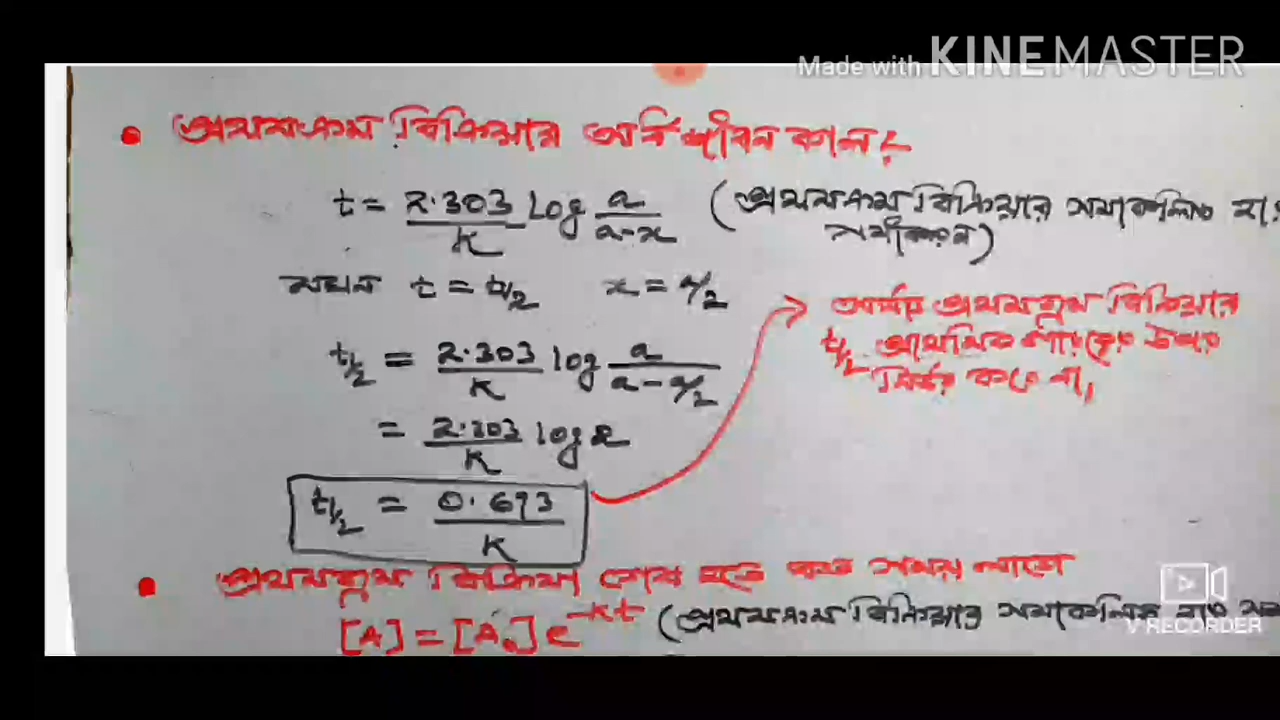 Made with KINEMASTER
• প্রথমক্রম বিক্রিয়ার অর্ধজীবন কাল:
t = 2.303/K log a/a-x (প্রথমক্রম বিক্রিয়ার সমাকলিত হার
সমীকরন)
যখন t = t1/2 x = a/2
t1/2 = 2.303/K log a/a-a/2
অর্থাৎ প্রথমক্রম বিক্রিয়ার
t1/2 প্রাথমিক গাঢ়ত্বের উপর
নির্ভর করে না,
= 2.303/K log 2
t1/2 = 0.693/K
• প্রথমক্রম বিক্রিয়া শেষ হতে কত সময় লাগে
[A] = [A₀] e^-Kt (প্রথমক্রম বিক্রিয়ার সমাকলিত হার
V RECORDER